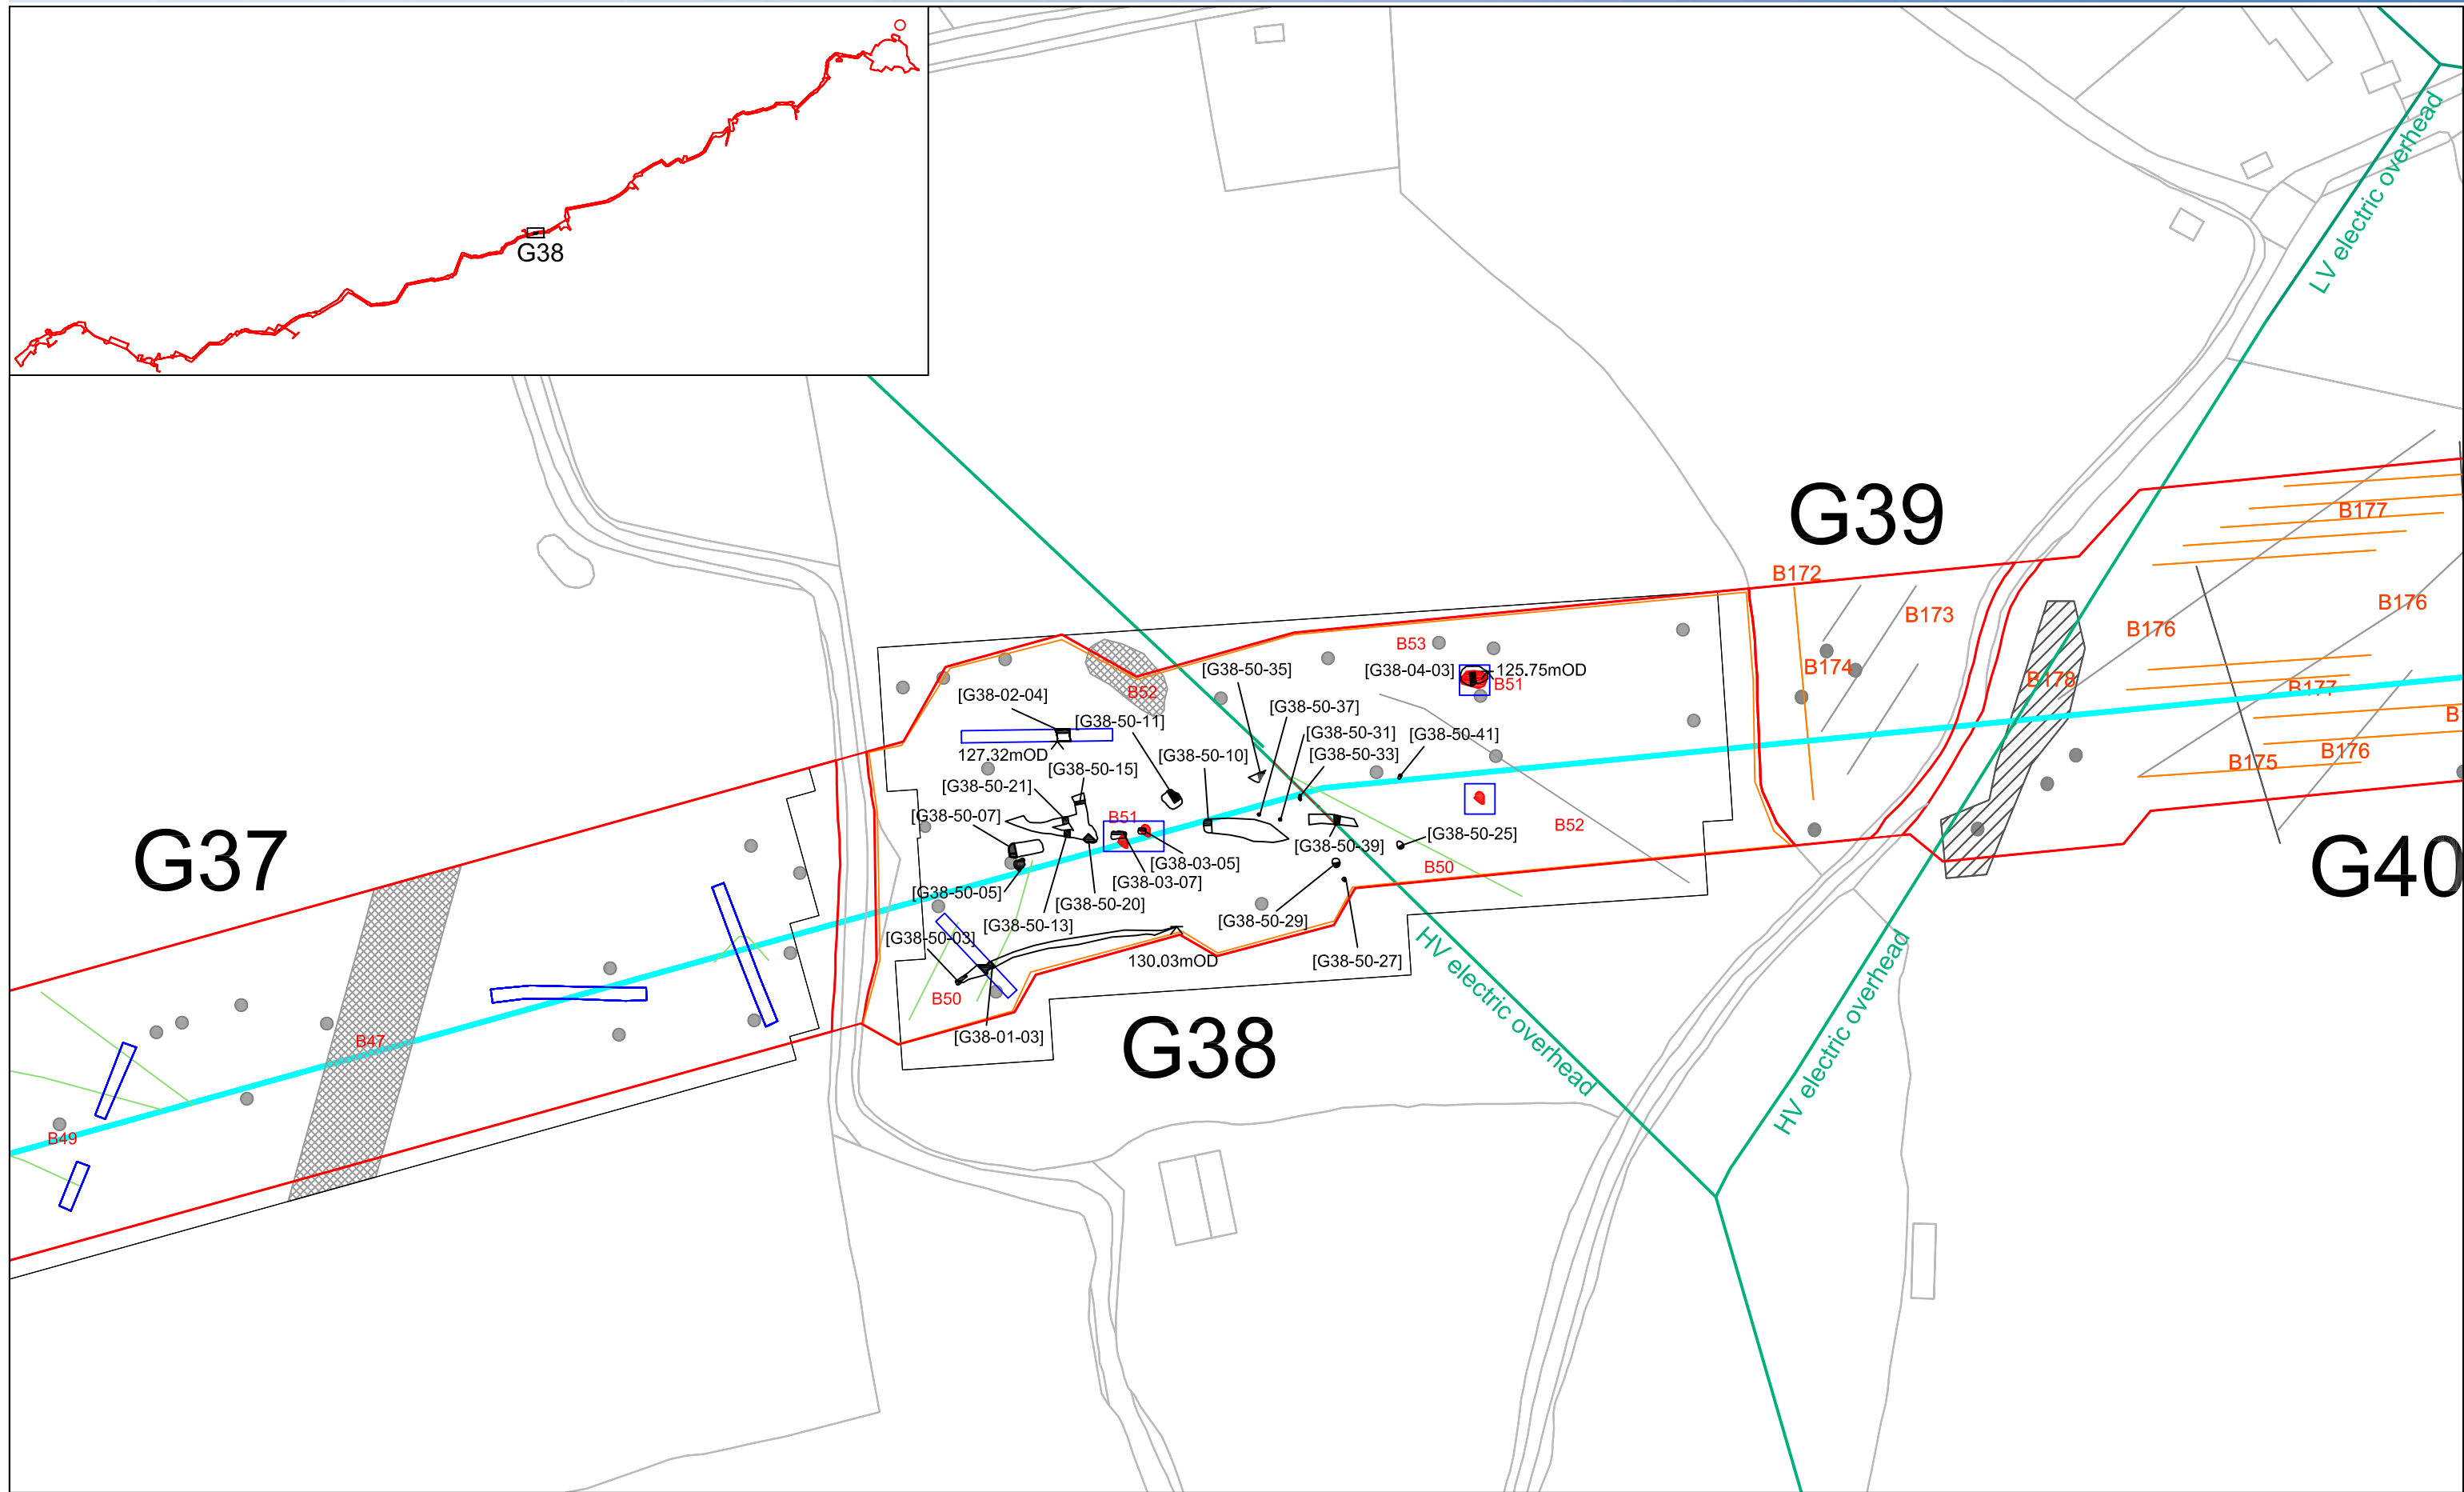 G38
LV electric overhead
G39
B177
B172
B176
B173
B176
B53
[G38-50-35]
[G38-04-03]
125.75mOD
B174
B51
B178
B177
[G38-02-04]
B52
[G38-50-37]
[G38-50-11]
[G38-50-31]
[G38-50-41]
127.32mOD
[G38-50-10]
[G38-50-33]
B176
[G38-50-15]
B175
[G38-50-21]
[G38-50-07]
B51
B52
[G38-50-25]
G37
[G38-50-39]
[G38-03-05]
B50
G40
[G38-03-07]
[G38-50-05]
[G38-50-20]
[G38-50-29]
[G38-50-13]
[G38-50-03]
130.03mOD
[G38-50-27]
HV electric overhead
HV electric overhead
B50
[G38-01-03]
B47
G38
B49